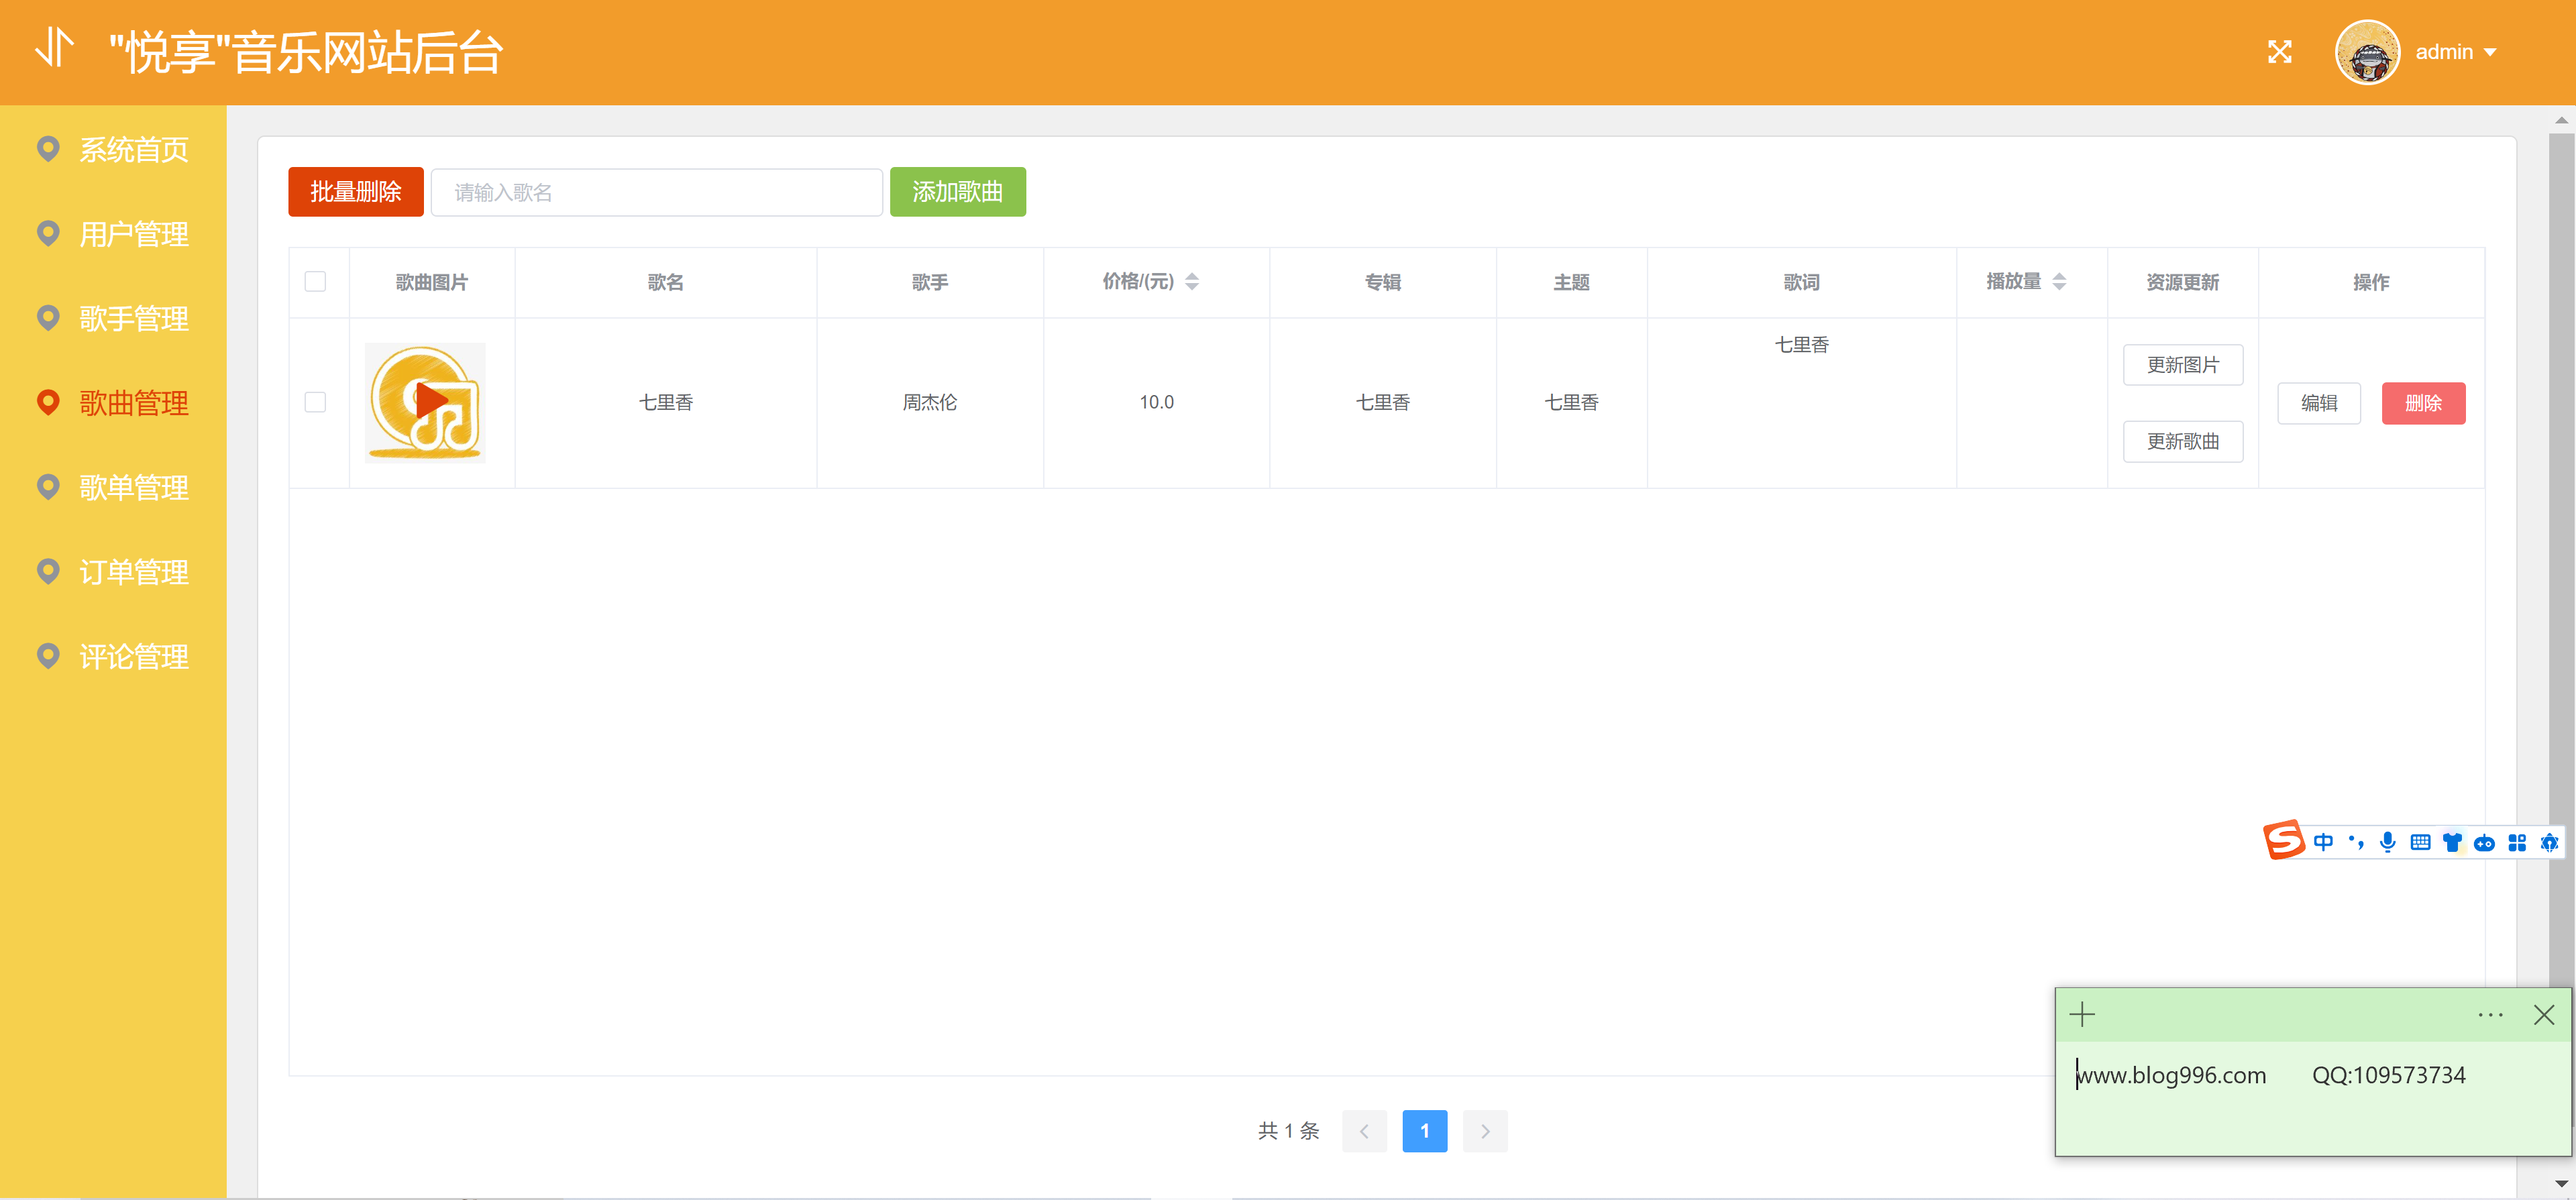 "悦享"音乐网站后台
admin
系统首页
用户管理
歌手管理
歌曲管理
歌单管理
订单管理
评论管理
批量删除 请输入歌名 添加歌曲
歌曲图片 歌名 歌手 价格/(元) 专辑 主题 歌词 播放量 资源更新 操作
七里香 周杰伦 10.0 七里香 七里香 七里香 更新图片 更新歌曲 编辑 删除
中
www.blog996.com QQ:109573734
共 1 条 1